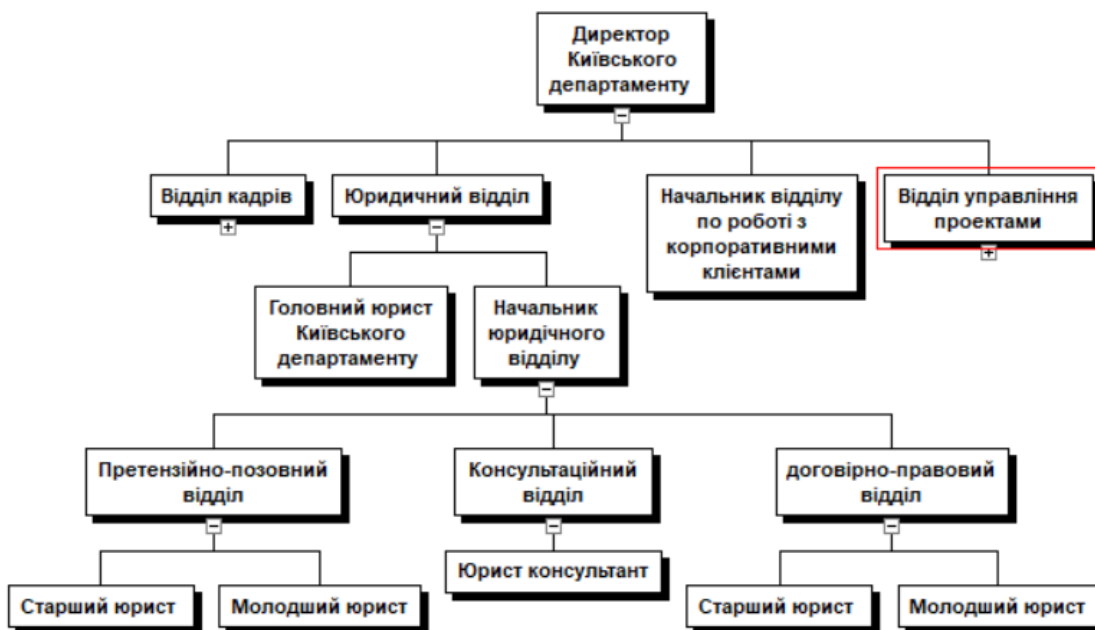 Директор
Київського
департаменту
Відділ кадрів
Юридичний відділ
Начальник відділу
по роботі з
корпоративними
клієнтами
Відділ управління
проектами
Головний юрист
Київського
департаменту
Начальник
юридічного
відділу
Претензійно-позовний
відділ
Консультаційний
відділ
договірно-правовий
відділ
Старший юрист
Молодший юрист
Юрист консультант
Старший юрист
Молодший юрист